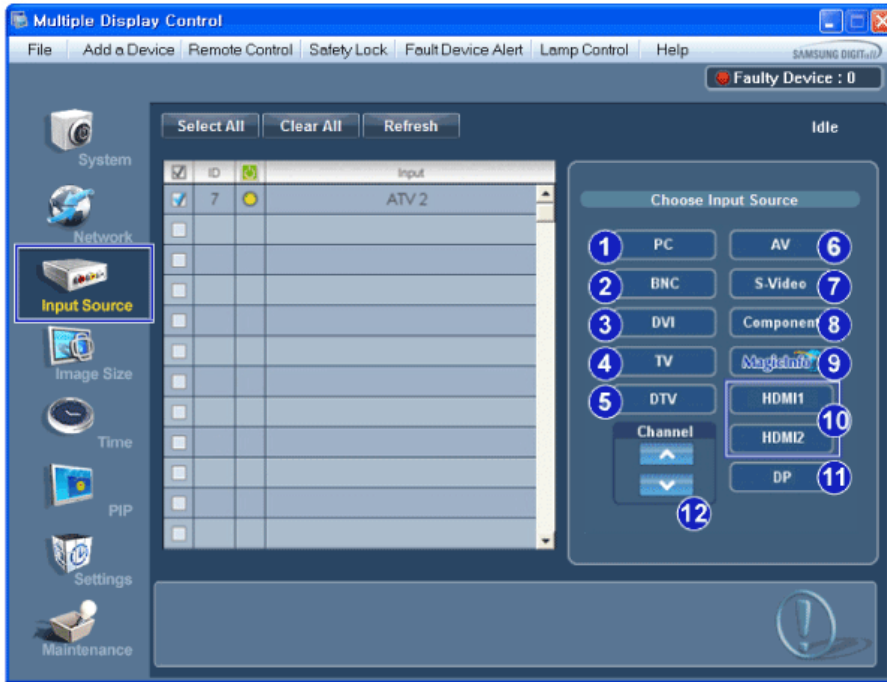 Multiple Display Control
File Add a Device Remote Control Safety Lock Fault Device Alert Lamp Control Help SAMSUNG DIGITall
Faulty Device : 0
Select All Clear All Refresh Idle
System
ID Input
7 ATV 2
Network
Input Source
Image Size
Time
PIP
Settings
Maintenance
Choose Input Source
1 PC AV 6
2 BNC S-Video 7
3 DVI Component 8
4 TV MagicInfo 9
5 DTV HDMI1
10
Channel HDMI2
DP 11
12